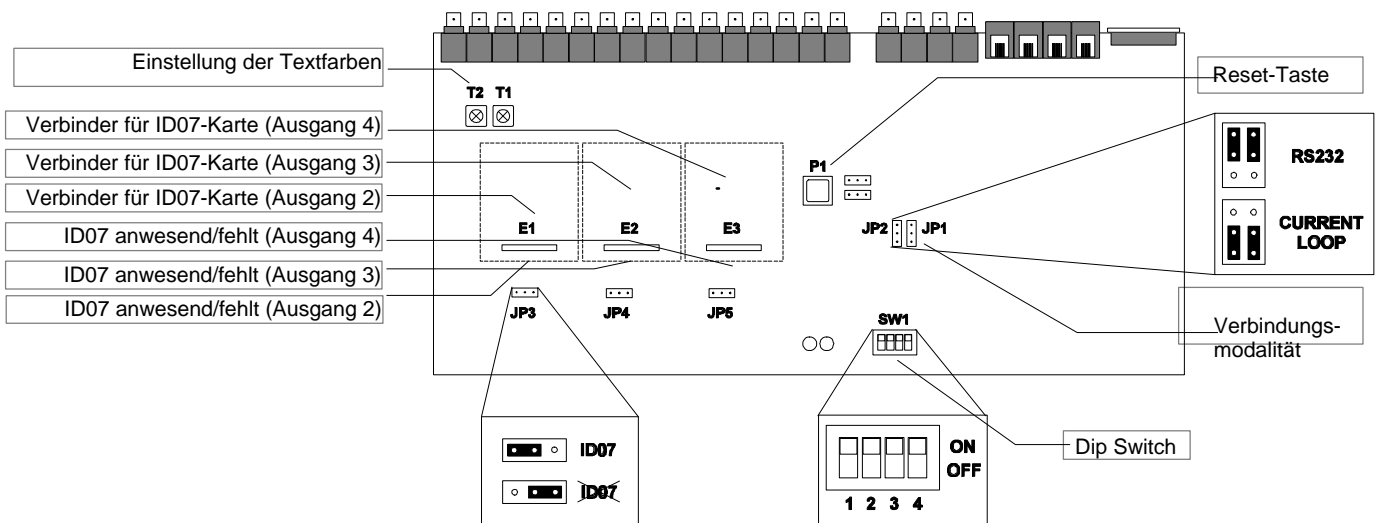 Einstellung der Textfarben
Verbinder für ID07-Karte (Ausgang 4)
Verbinder für ID07-Karte (Ausgang 3)
Verbinder für ID07-Karte (Ausgang 2)
ID07 anwesend/fehlt (Ausgang 4)
ID07 anwesend/fehlt (Ausgang 3)
ID07 anwesend/fehlt (Ausgang 2)
T2 T1
E1 E2 E3
JP3 JP4 JP5
P1
JP2 JP1
SW1
Reset-Taste
RS232
CURRENT
LOOP
Verbindungs-
modalität
Dip Switch
ID07
ID07
ON
OFF
1 2 3 4